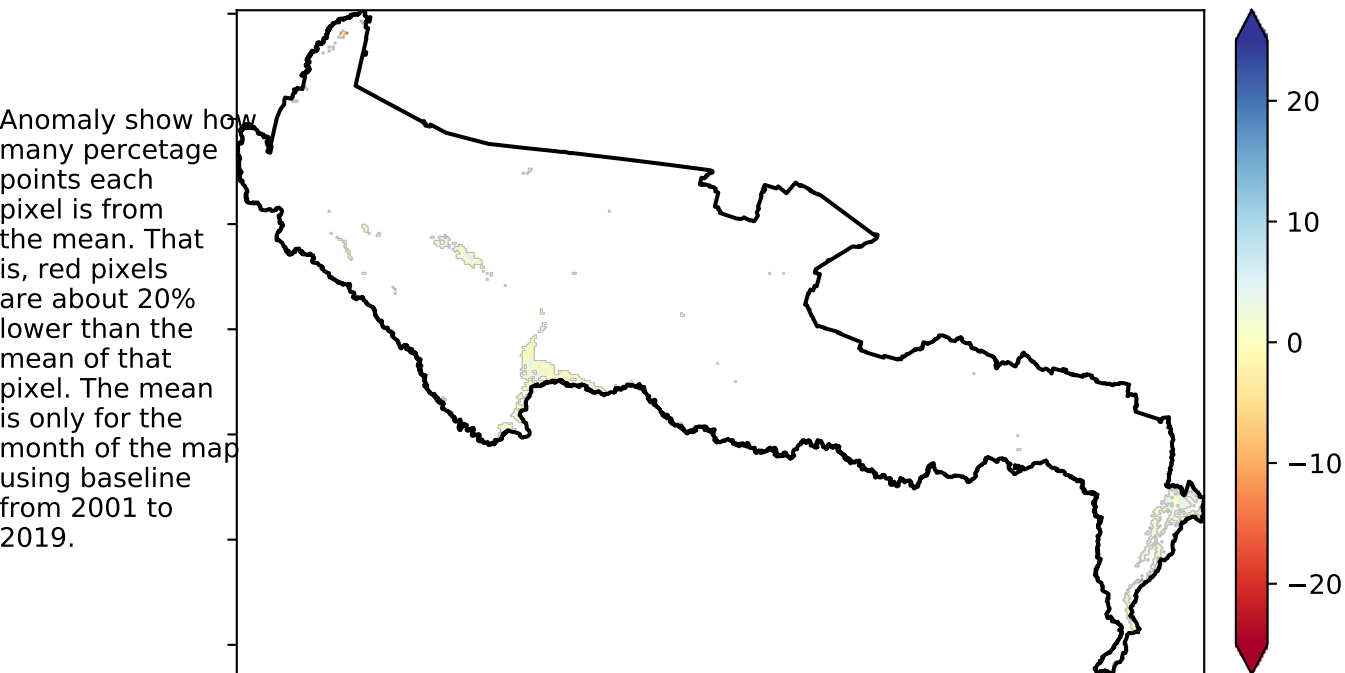 Anomaly show how
many percetage
points each
pixel is from
the mean. That
is, red pixels
are about 20%
lower than the
mean of that
pixel. The mean
is only for the
month of the map
using baseline
from 2001 to
2019.
20
10
0
−10
−20